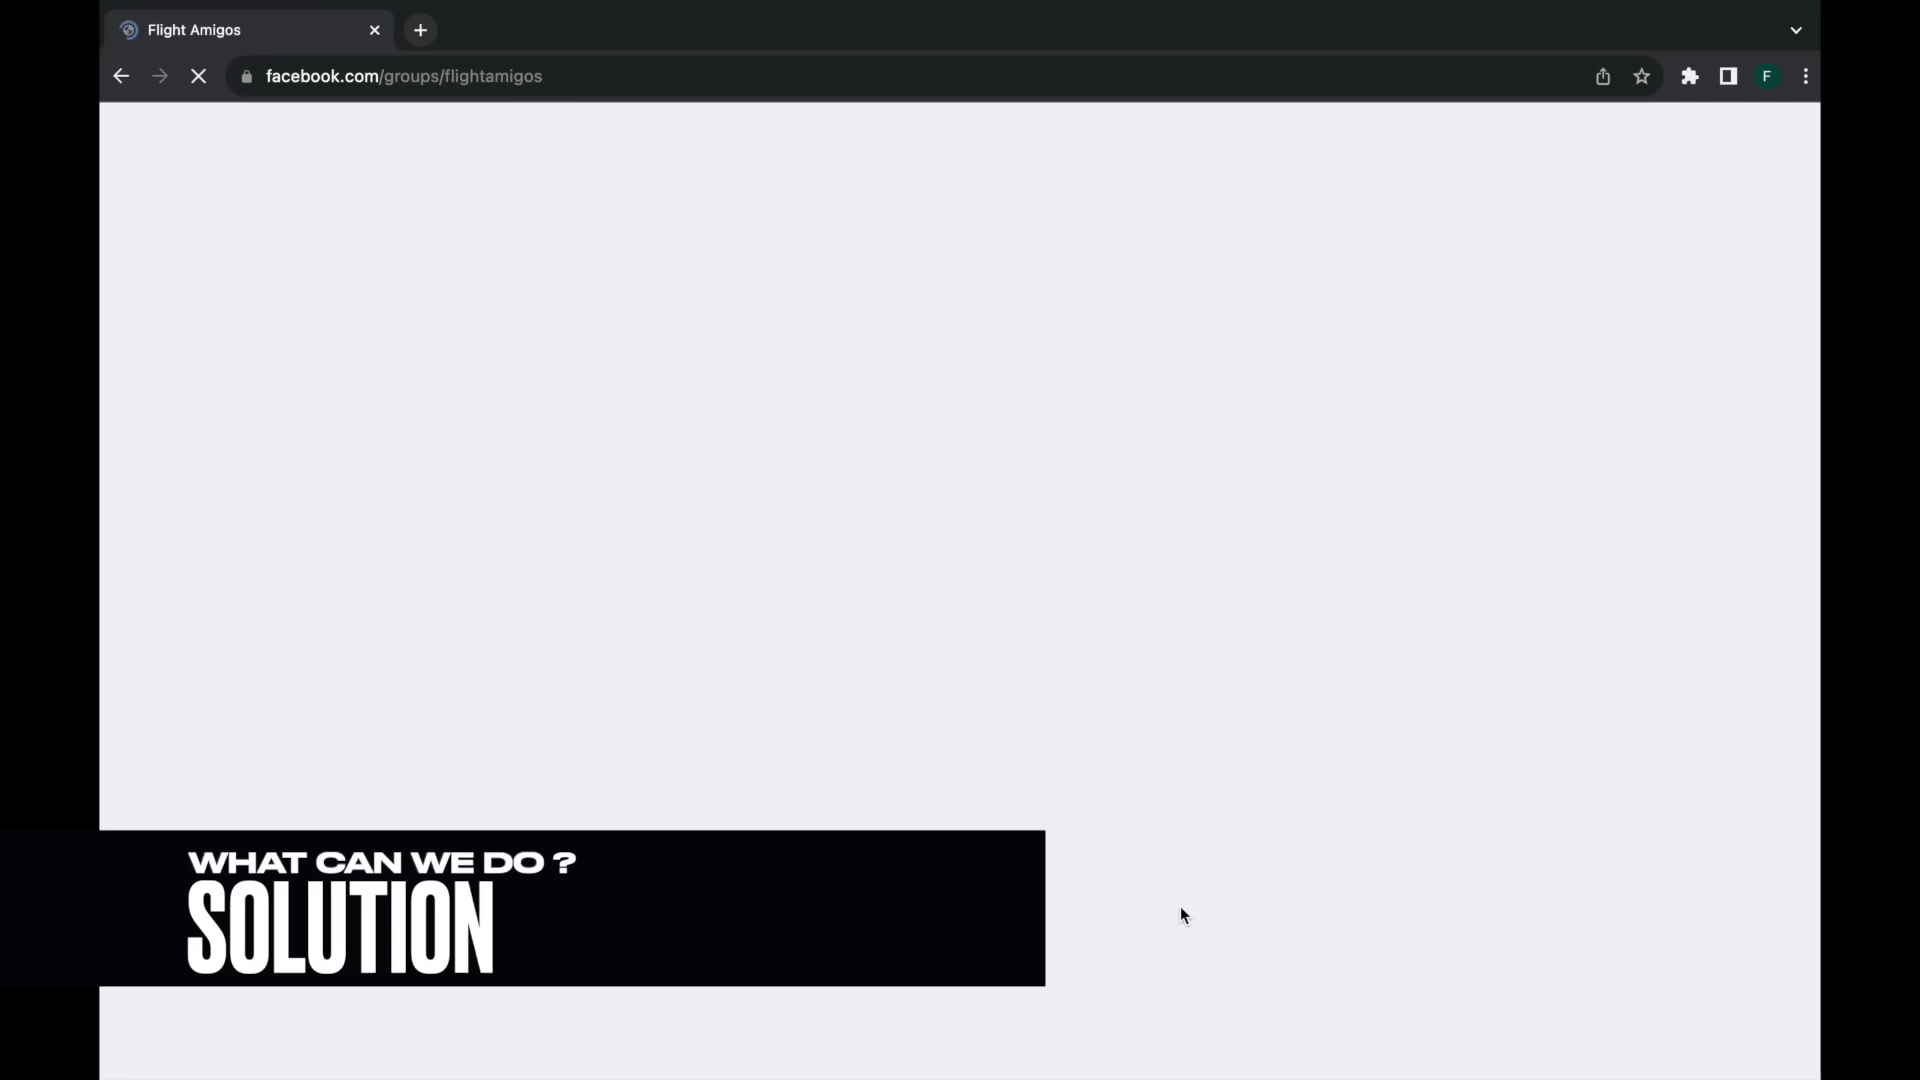 Flight Amigos
facebook.com/groups/flightamigos
F
WHAT CAN WE DO ?
SOLUTION